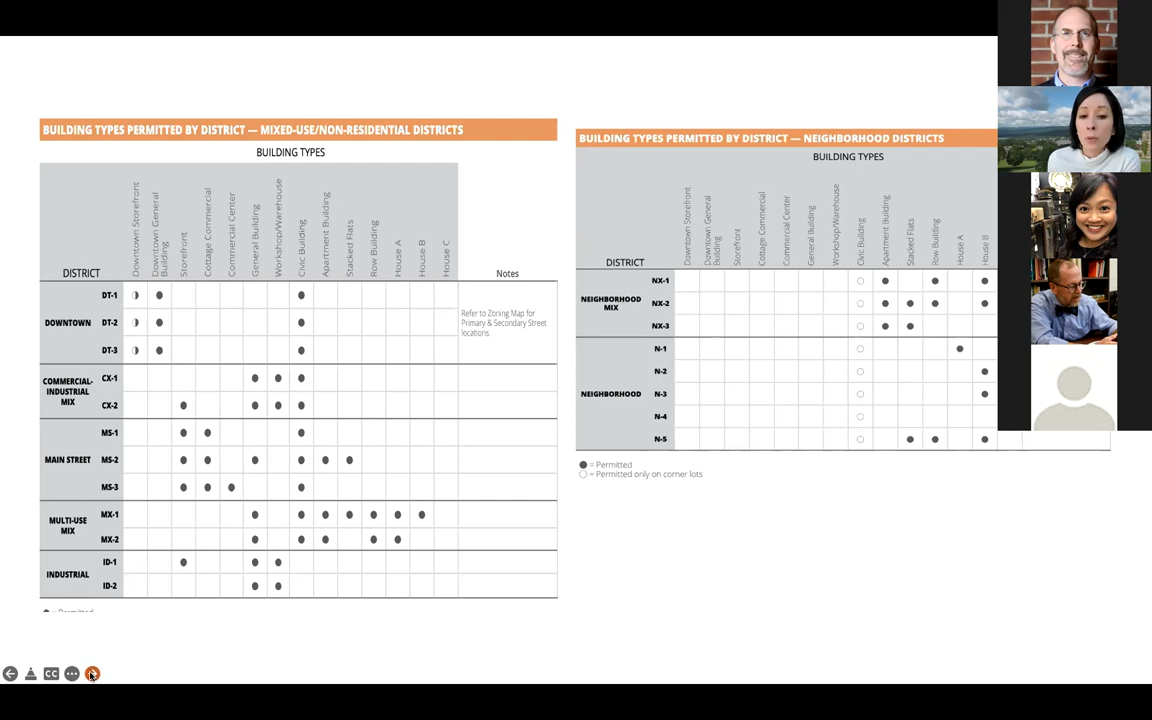 BUILDING TYPES PERMITTED BY DISTRICT — MIXED-USE/NON-RESIDENTIAL DISTRICTS
BUILDING TYPES
DISTRICT
Downtown Storefront
Downtown General
Building
Storefront
Cottage Commercial
Commercial Center
General Building
Workshop/Warehouse
Civic Building
Apartment Building
Stacked Flats
Row Building
House A
House B
House C
Notes
DOWNTOWN
DT-1
DT-2
DT-3
Refer to Zoning Map for
Primary & Secondary Street
locations.
COMMERCIAL-
INDUSTRIAL
MIX
CX-1
CX-2
MAIN STREET
MS-1
MS-2
MS-3
MULTI-USE
MIX
MX-1
MX-2
INDUSTRIAL
ID-1
ID-2
= Permitted
BUILDING TYPES PERMITTED BY DISTRICT — NEIGHBORHOOD DISTRICTS
BUILDING TYPES
DISTRICT
Downtown Storefront
Downtown General
Building
Storefront
Cottage Commercial
Commercial Center
General Building
Workshop/Warehouse
Civic Building
Apartment Building
Stacked Flats
Row Building
House A
House B
NEIGHBORHOOD
MIX
NX-1
NX-2
NX-3
NEIGHBORHOOD
N-1
N-2
N-3
N-4
N-5
● = Permitted
○ = Permitted only on corner lots
CC